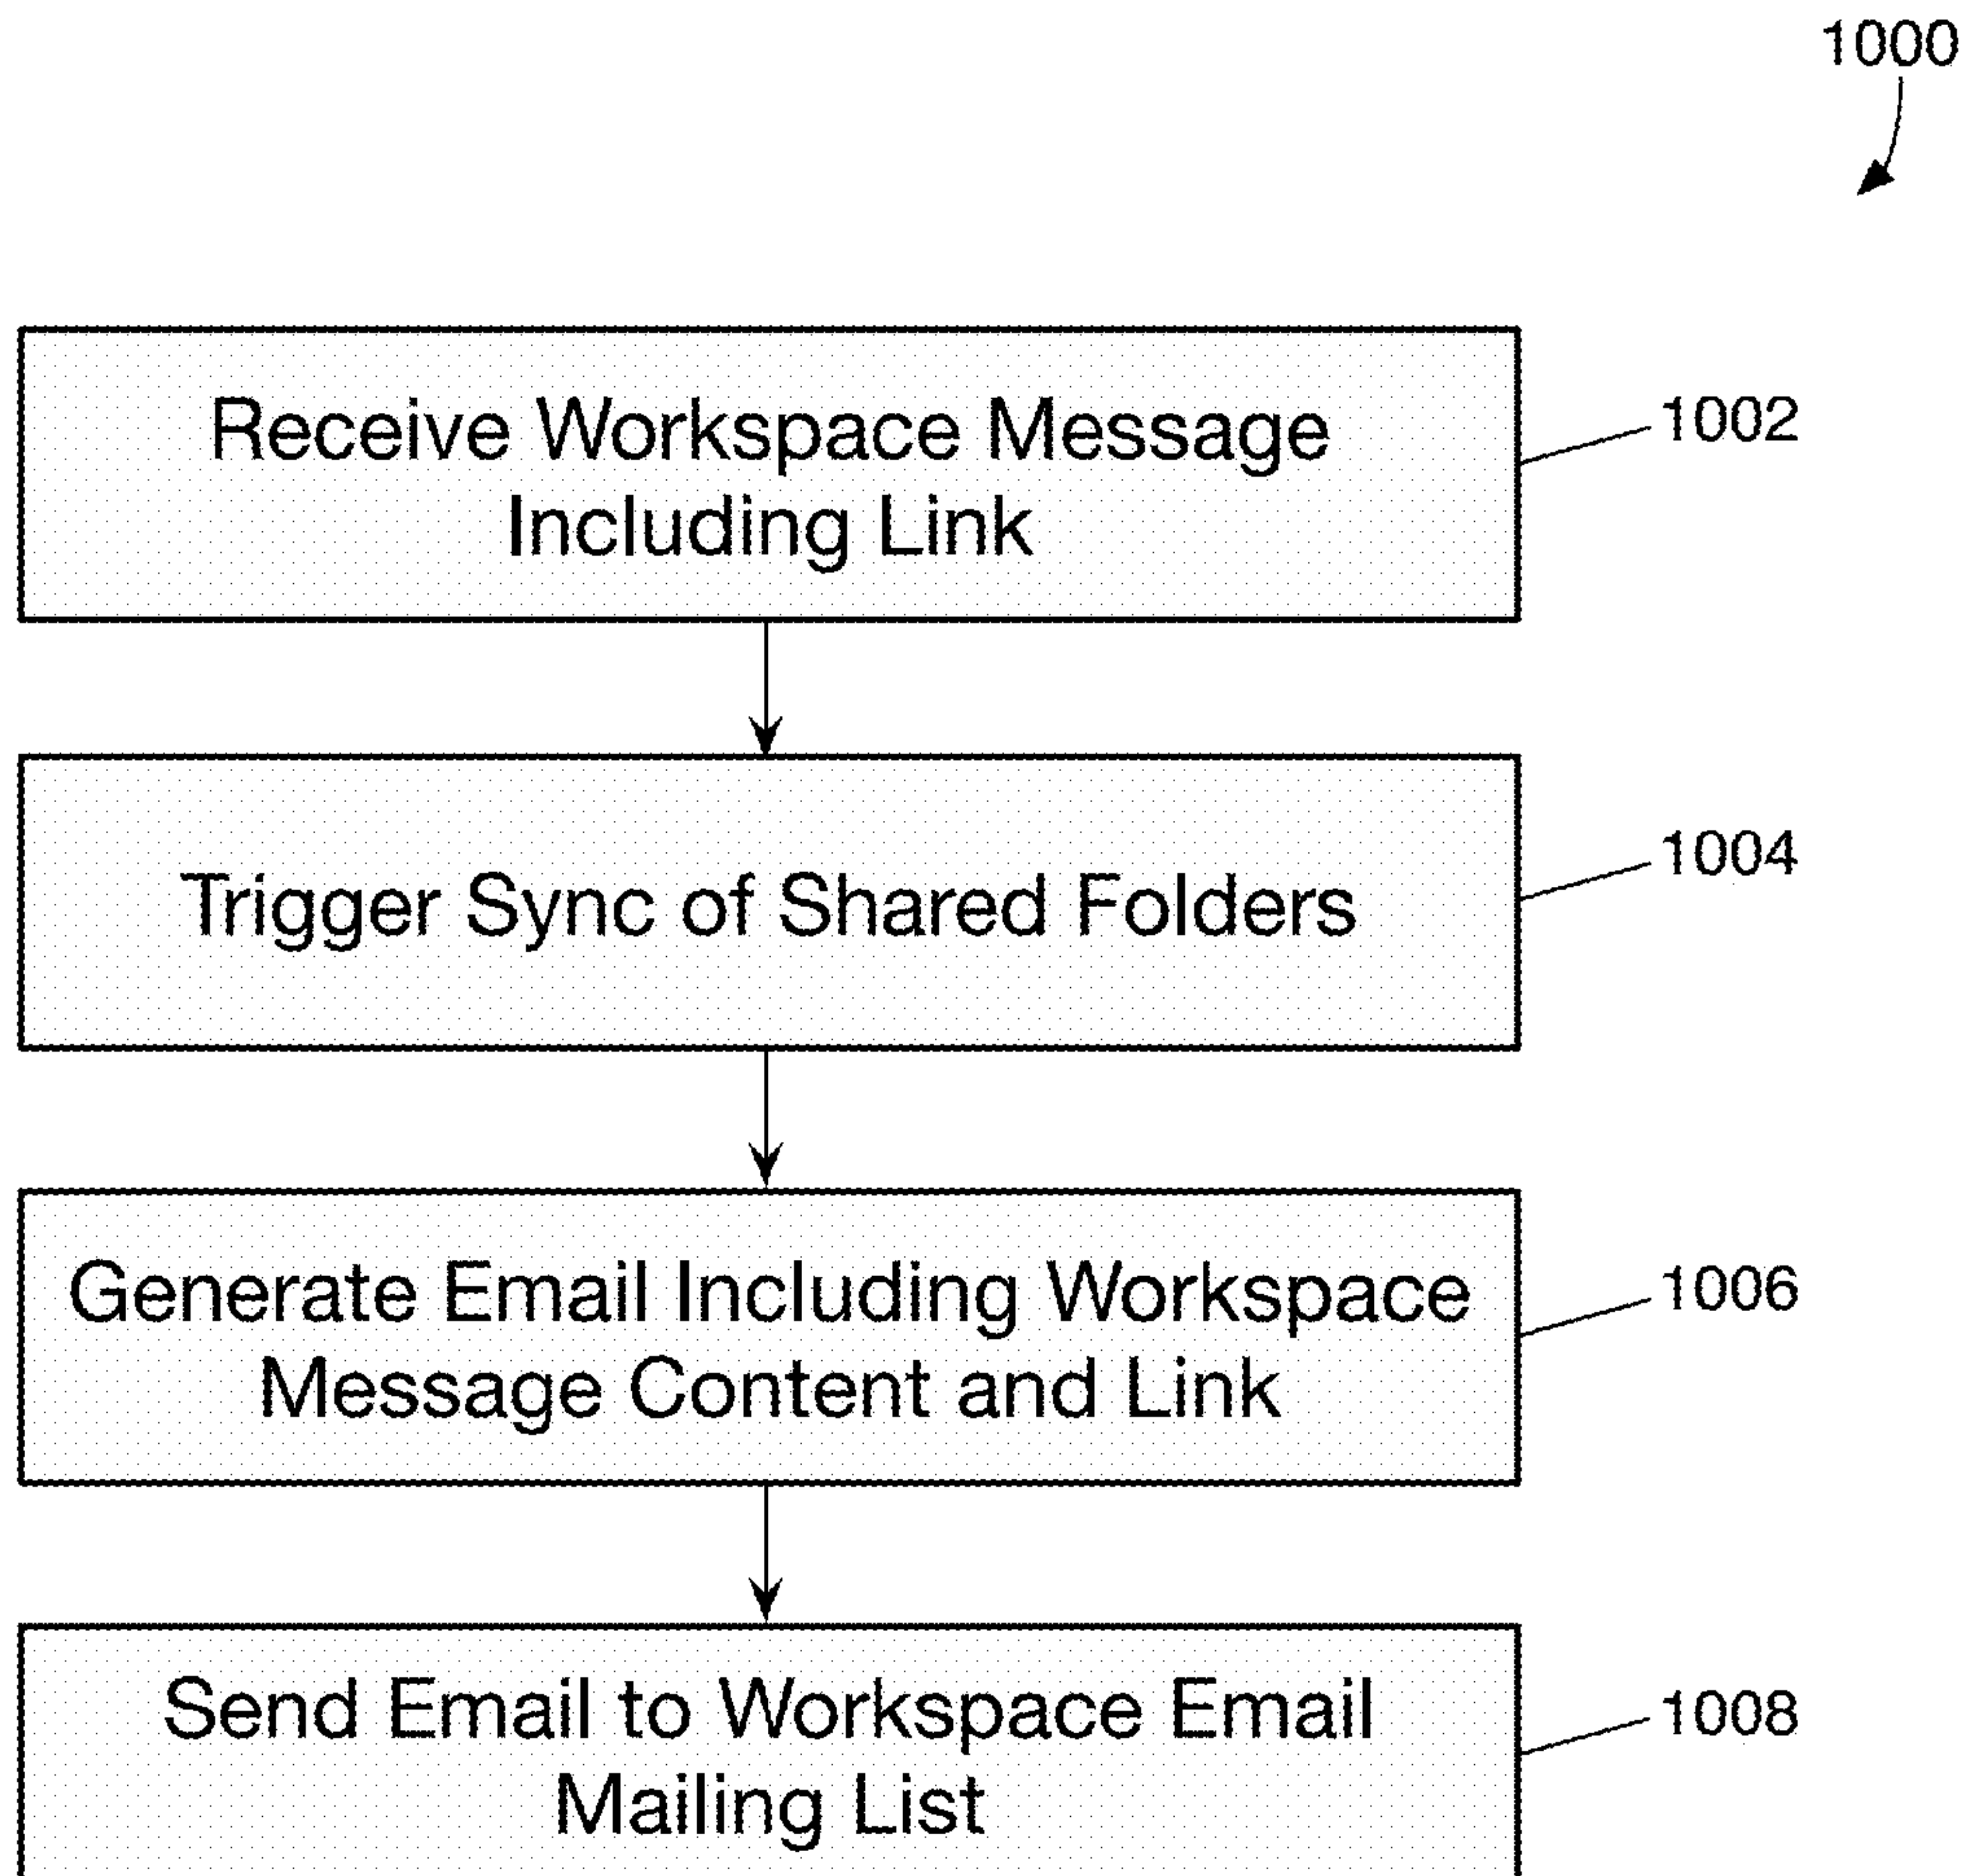 1000
Receive Workspace Message
Including Link
1002
Trigger Sync of Shared Folders
1004
Generate Email Including Workspace
Message Content and Link
1006
Send Email to Workspace Email
Mailing List
1008